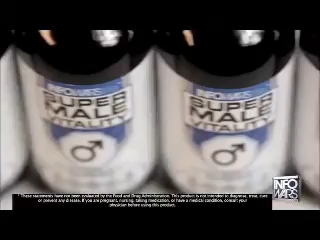 INFOWARS
INFOWARS
SUPER
MALE
VITALITY
SUPER
MALE
VITALITY
* These statements have not been evaluated by the Food and Drug Administration. This product is not intended to diagnose, treat, cure
or prevent any disease. If you are pregnant, nursing, taking medication, or have a medical condition, consult your
physician before using this product.
INFO
WARS